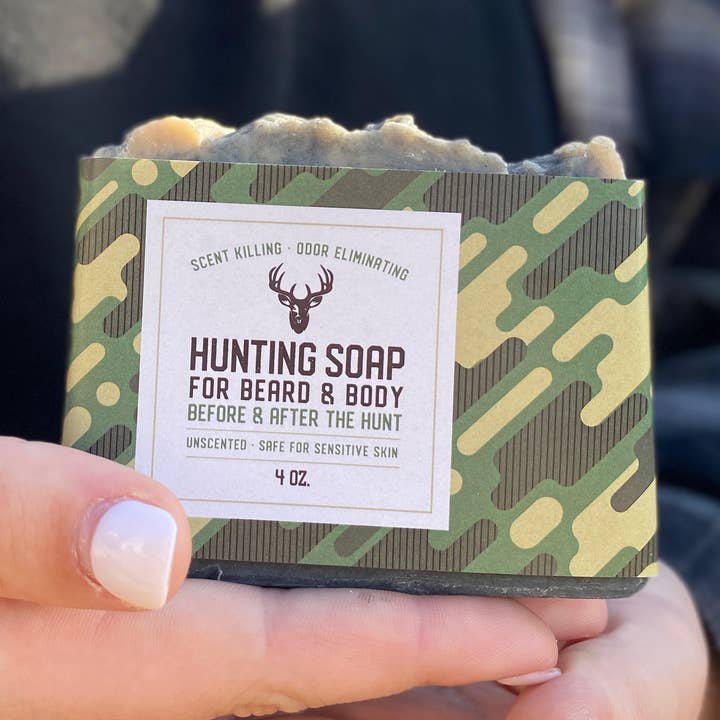 SCENT KILLING · ODOR ELIMINATING
HUNTING SOAP
FOR BEARD & BODY
BEFORE & AFTER THE HUNT
UNSCENTED · SAFE FOR SENSITIVE SKIN
4 OZ.